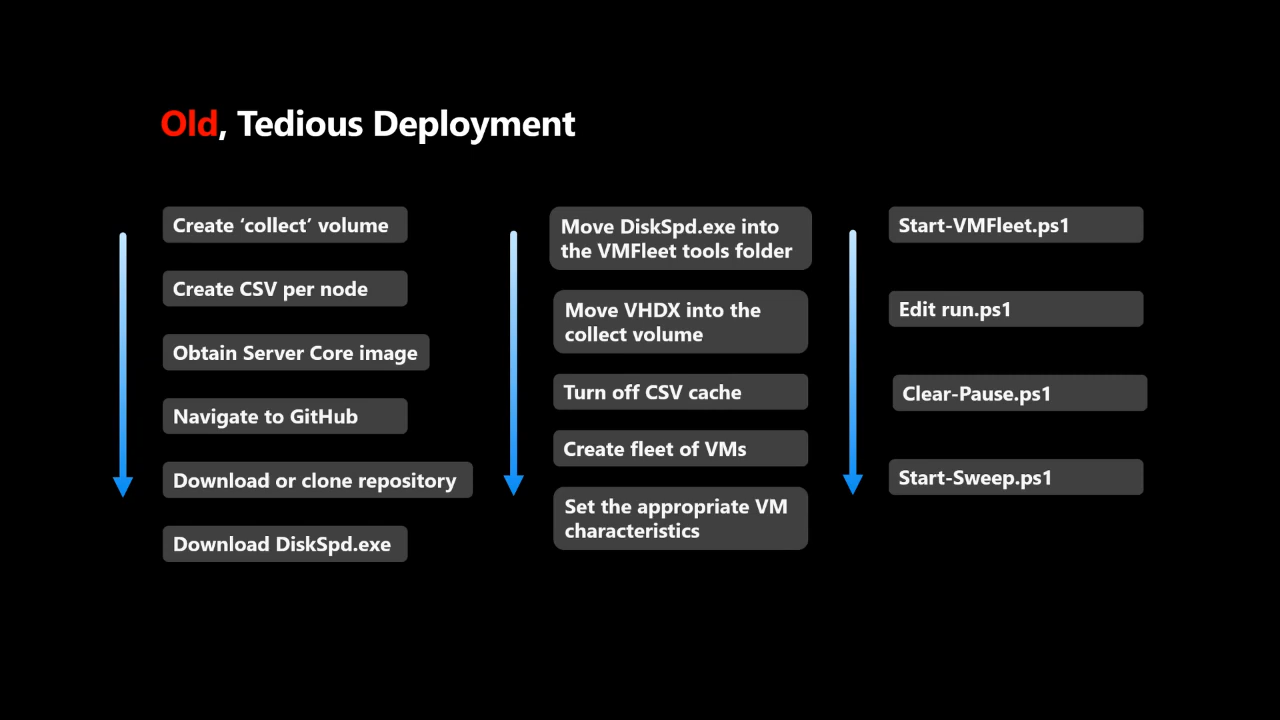 Old, Tedious Deployment
Create ‘collect’ volume
Create CSV per node
Obtain Server Core image
Navigate to GitHub
Download or clone repository
Download DiskSpd.exe
Move DiskSpd.exe into
the VMFleet tools folder
Move VHDX into the
collect volume
Turn off CSV cache
Create fleet of VMs
Set the appropriate VM
characteristics
Start-VMFleet.ps1
Edit run.ps1
Clear-Pause.ps1
Start-Sweep.ps1